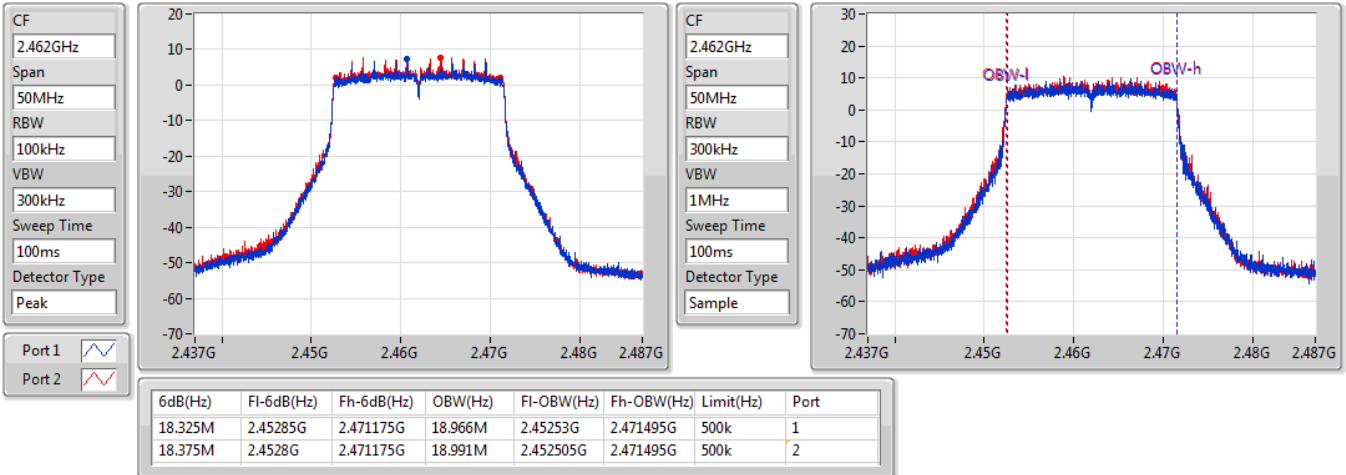 CF
2.462GHz
Span
50MHz
RBW
100kHz
VBW
300kHz
Sweep Time
100ms
Detector Type
Peak
Port 1
Port 2
20-
10-
0-
-10-
-20-
-30-
-40-
-50-
-60-
-70-
2.437G 2.45G 2.46G 2.47G 2.48G 2.487G
CF
2.462GHz
Span
50MHz
RBW
300kHz
VBW
1MHz
Sweep Time
100ms
Detector Type
Sample
30-
20-
10-
0-
-10-
-20-
-30-
-40-
-50-
-60-
-70-
OBW-l
OBW-h
2.437G 2.45G 2.46G 2.47G 2.48G 2.487G
6dB(Hz) Fl-6dB(Hz) Fh-6dB(Hz) OBW(Hz) Fl-OBW(Hz) Fh-OBW(Hz) Limit(Hz) Port
18.325M 2.45285G 2.471175G 18.966M 2.45253G 2.471495G 500k 1
18.375M 2.4528G 2.471175G 18.991M 2.452505G 2.471495G 500k 2